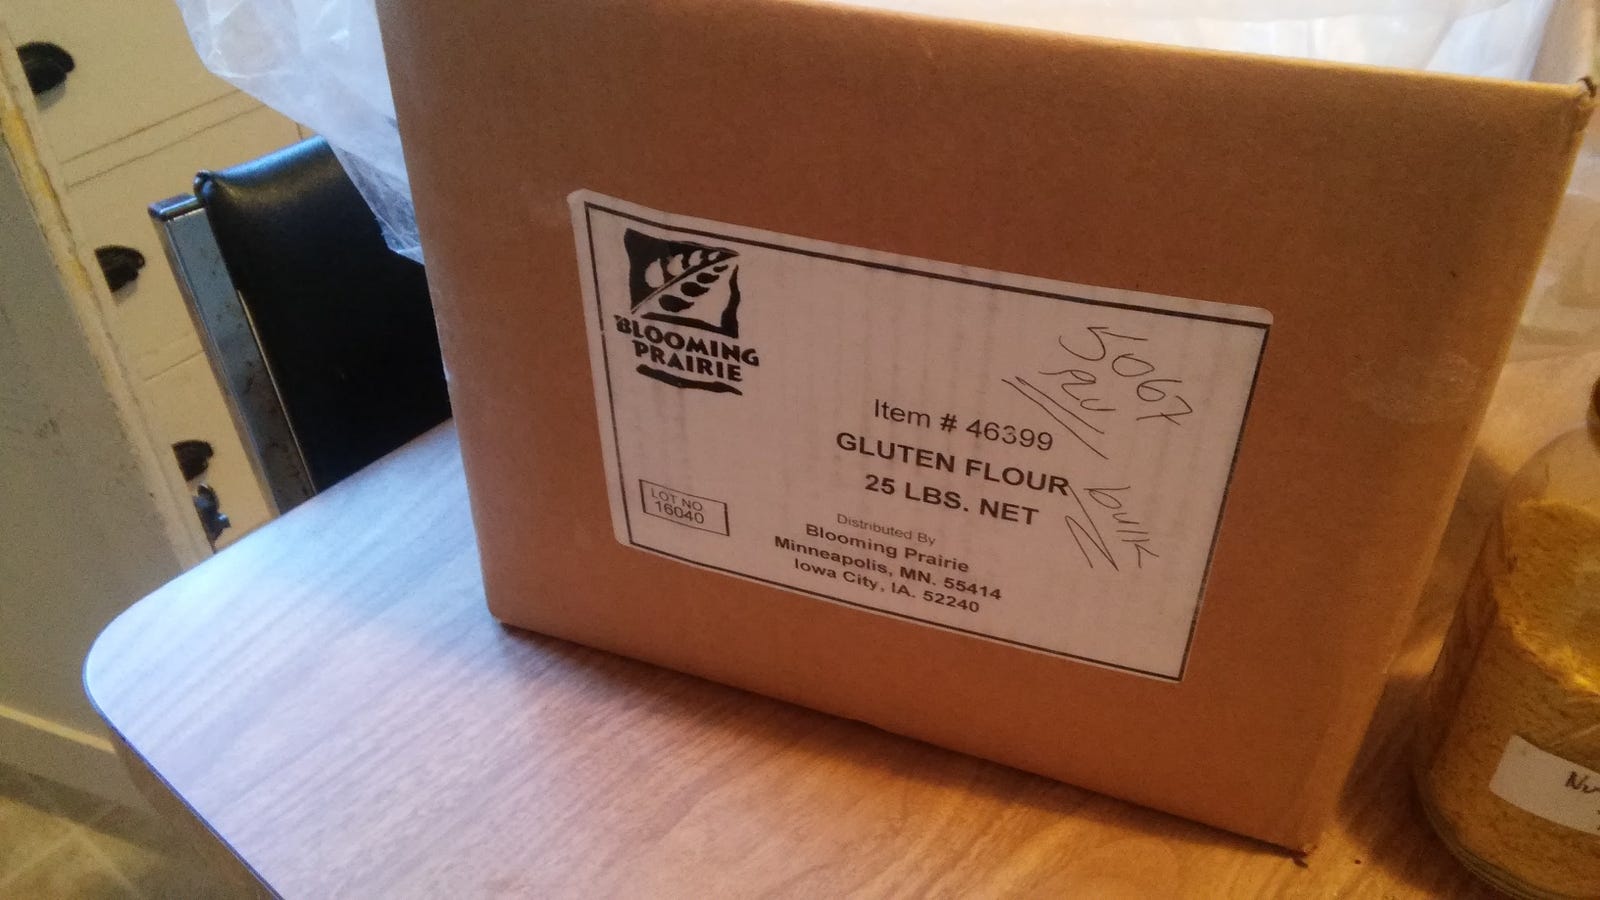 BLOOMING
PRAIRIE
5067
bulk
Item # 46399
GLUTEN FLOUR
25 LBS. NET
LOT NO
16040
Distributed By
Blooming Prairie
Minneapolis, MN. 55414
Iowa City, IA. 52240